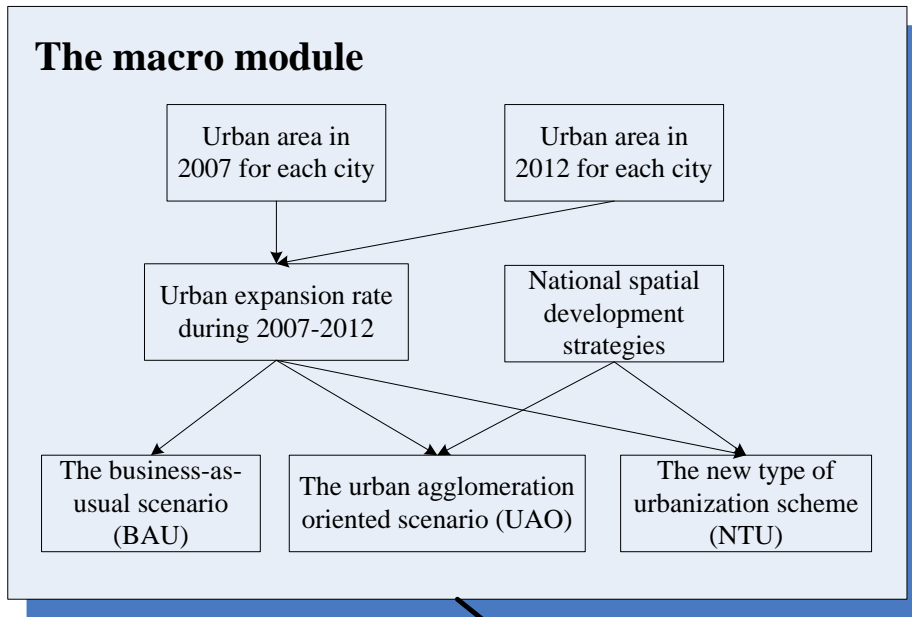 The macro module
Urban area in
2007 for each city
Urban area in
2012 for each city
Urban expansion rate
during 2007-2012
National spatial
development
strategies
The business-as-
usual scenario
(BAU)
The urban agglomeration
oriented scenario (UAO)
The new type of
urbanization scheme
(NTU)